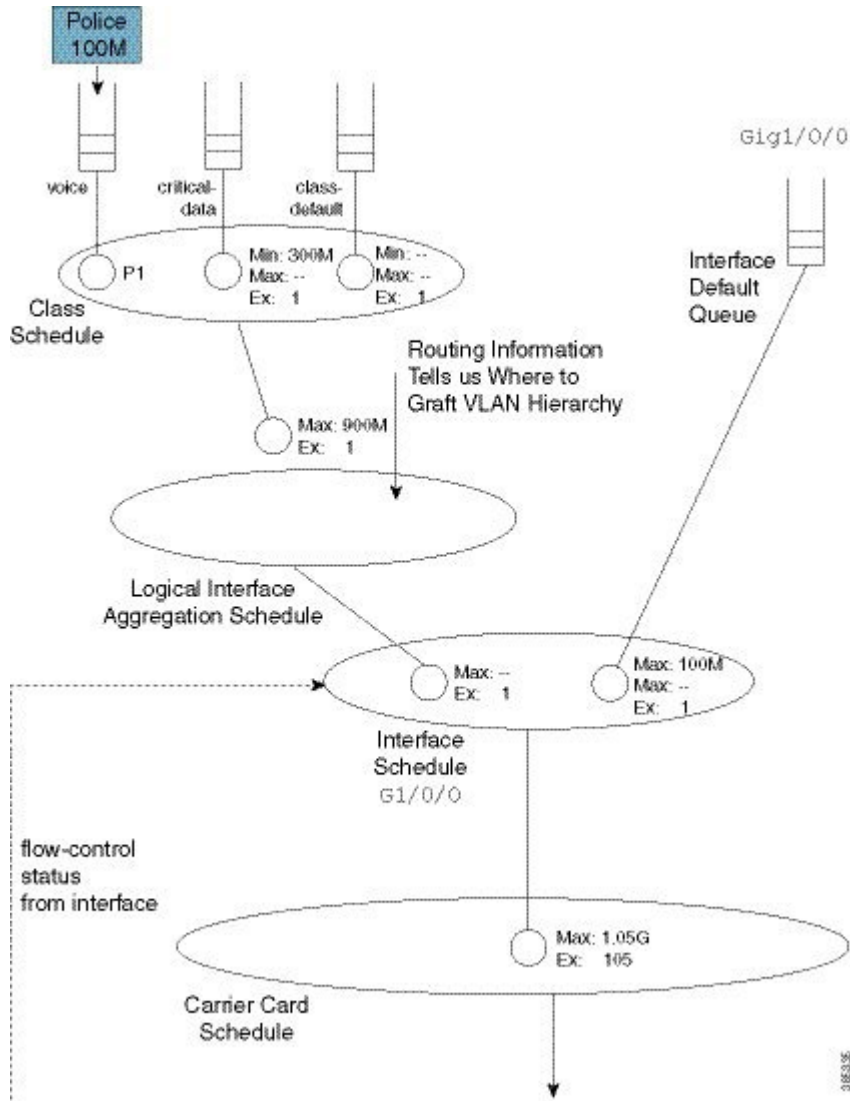 Police
100M
Gig1/0/0
voice
critical-
data
class-
default
P1
Min: 300M
Max: --
Ex: 1
Min: --
Max: --
Ex: 1
Class
Schedule
Interface
Default
Queue
Routing Information
Tells us Where to
Graft VLAN Hierarchy
Max: 900M
Ex: 1
Logical Interface
Aggregation Schedule
Max: --
Ex: 1
Max: 100M
Max: --
Ex: 1
Interface
Schedule
G1/0/0
flow-control
status
from interface
Max: 1.05G
Ex: 105
Carrier Card
Schedule